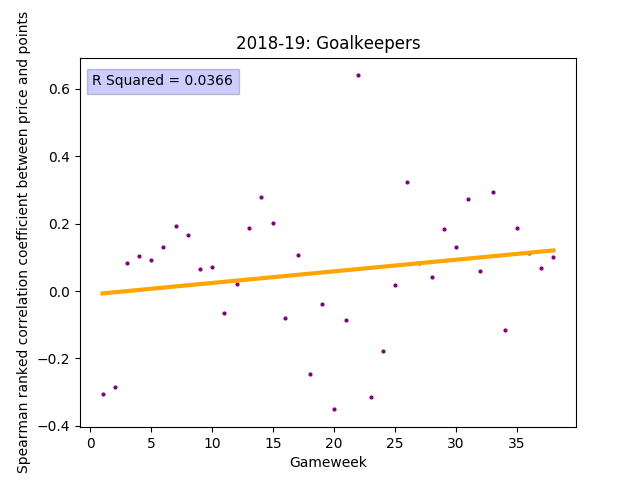 2018-19: Goalkeepers
Spearman ranked correlation coefficient between price and points
R Squared = 0.0366
0.6
0.4
0.2
0.0
−0.2
−0.4
0 5 10 15 20 25 30 35
Gameweek